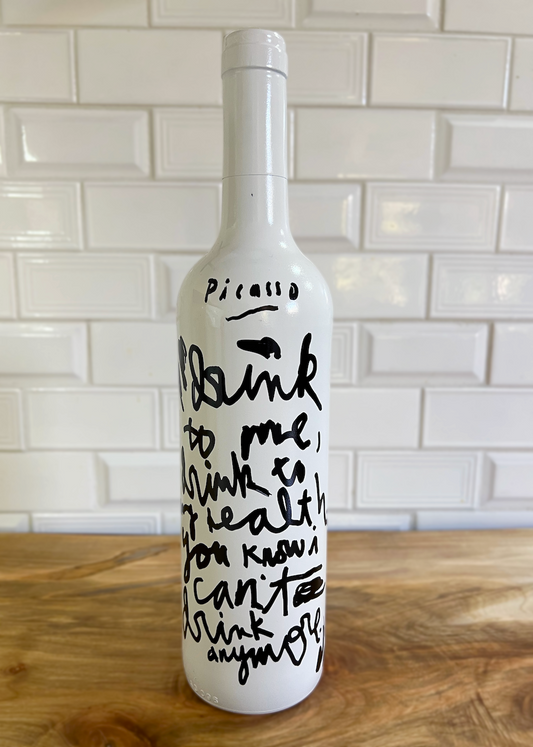 Picasso
"Drink
to me,
drink to
my health
you know i
can't
drink
anymore."